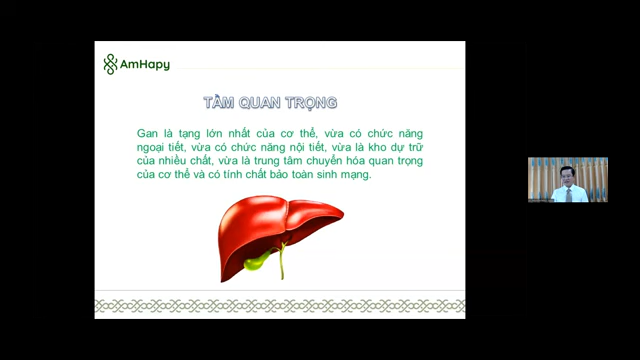 AmHapy
TẦM QUAN TRỌNG
Gan là tạng lớn nhất của cơ thể, vừa có chức năng
ngoại tiết, vừa có chức năng nội tiết, vừa là kho dự trữ
của nhiều chất, vừa là trung tâm chuyển hóa quan trọng
của cơ thể và có tính chất bảo toàn sinh mạng.